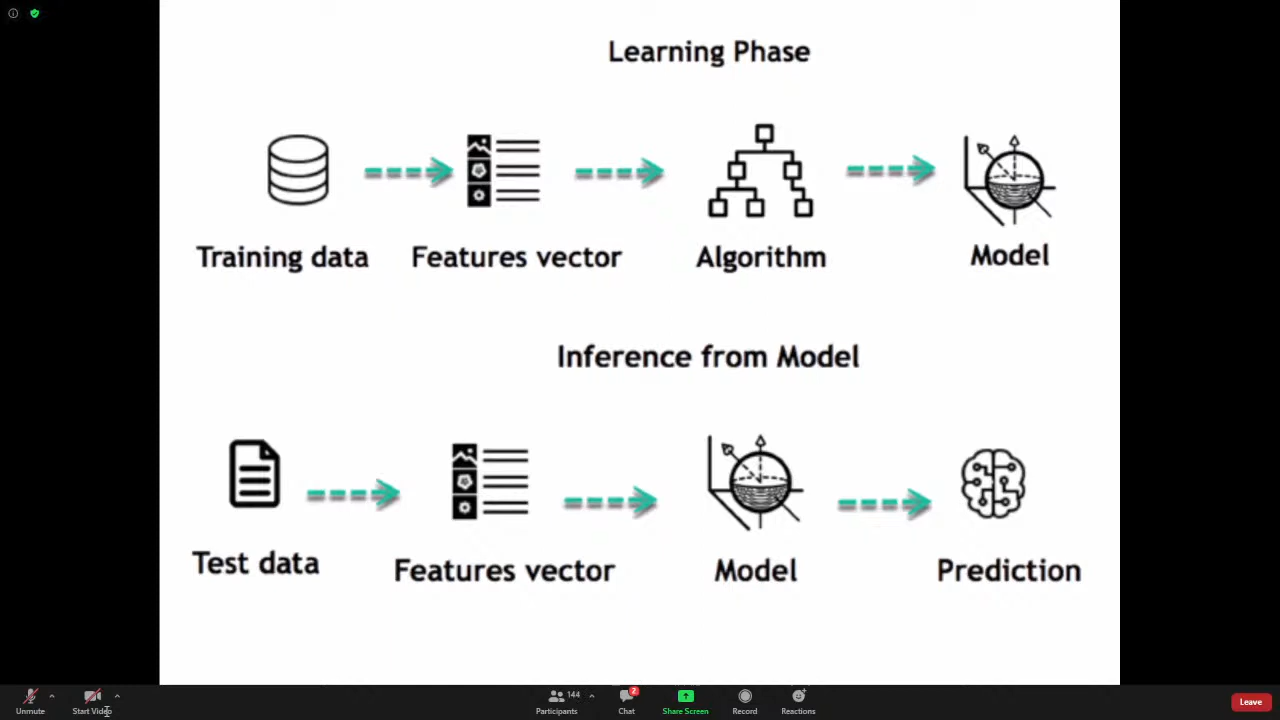 Learning Phase
Training data Features vector Algorithm Model
Inference from Model
Test data Features vector Model Prediction
Unmute Start Video Participants 144 Chat 2 Share Screen Record Reactions Leave